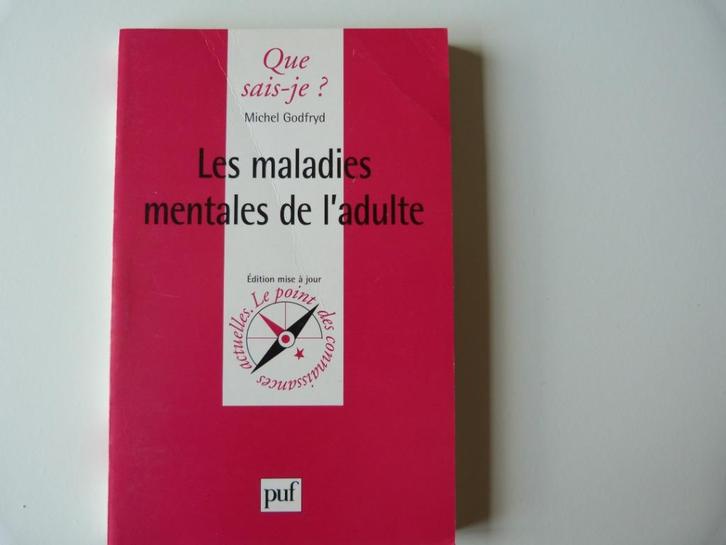 Que
sais-je ?
Michel Godfryd
Les maladies
mentales de l'adulte
Édition mise à jour
Le point des connaissances actuelles.
puf